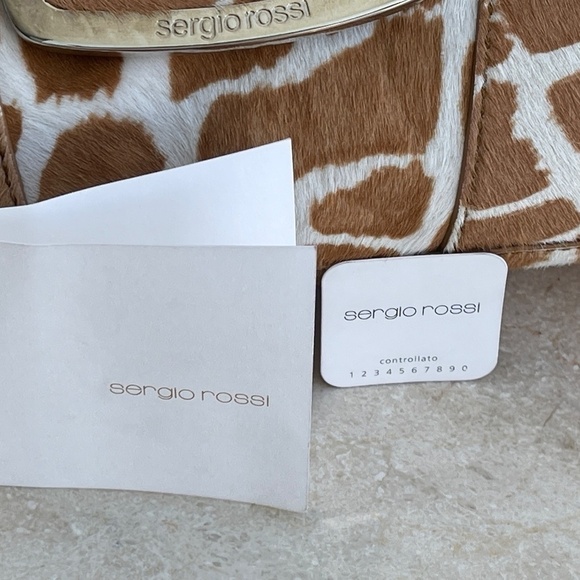 sergio rossi
sergio rossi
sergio rossi
controllato
1 2 3 4 5 6 7 8 9 0